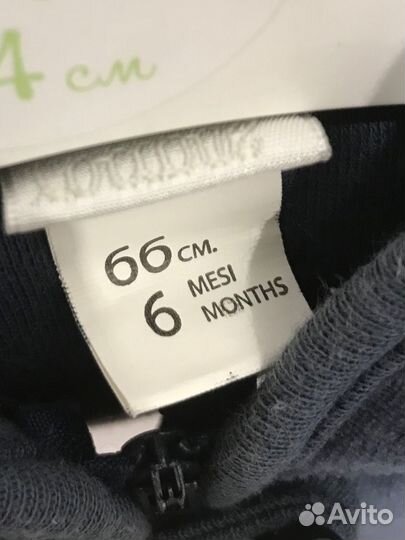 4 см
66 CM.
6 MESI
MONTHS
Avito